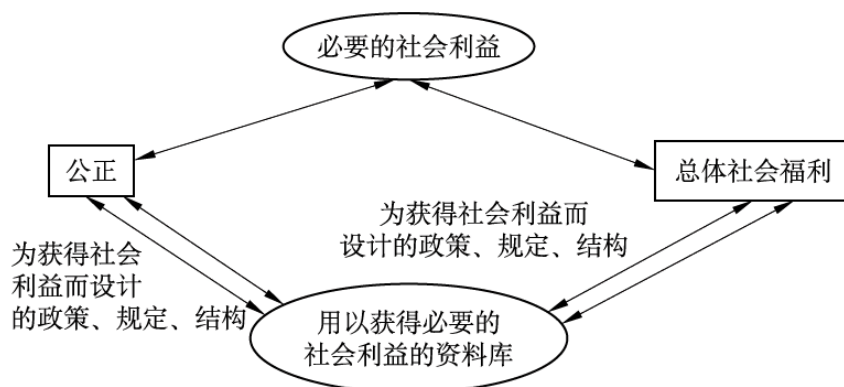 必要的社会利益
公正
总体社会福利
为获得社会利益而
设计的政策、规定、结构
为获得社会
利益而设计
的政策、规定、结构
用以获得必要的
社会利益的资料库